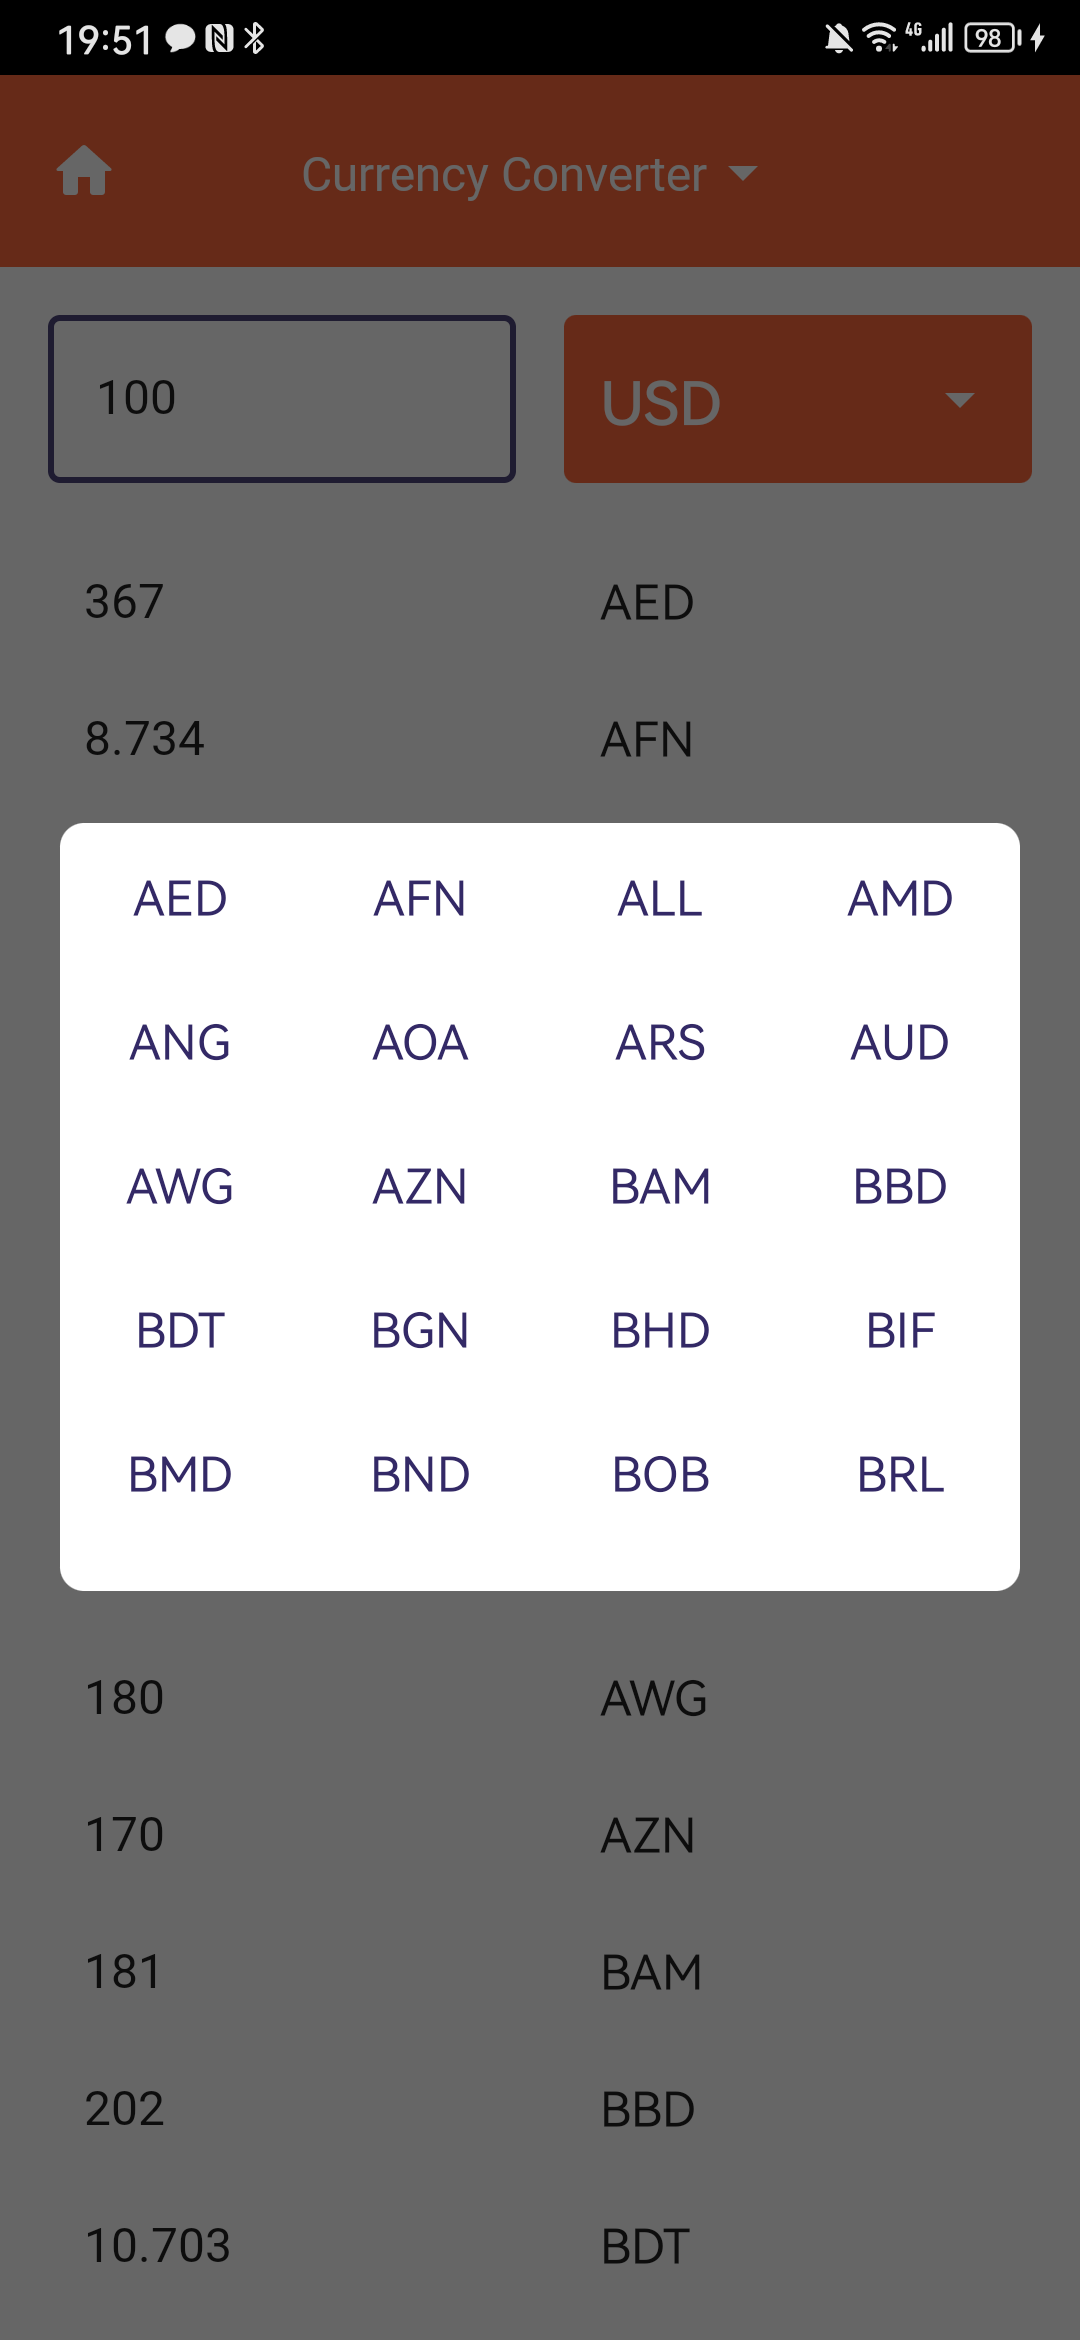 19:51 4G 98
Currency Converter
100 USD
367 AED
8.734 AFN
AED AFN ALL AMD
ANG AOA ARS AUD
AWG AZN BAM BBD
BDT BGN BHD BIF
BMD BND BOB BRL
180 AWG
170 AZN
181 BAM
202 BBD
10.703 BDT